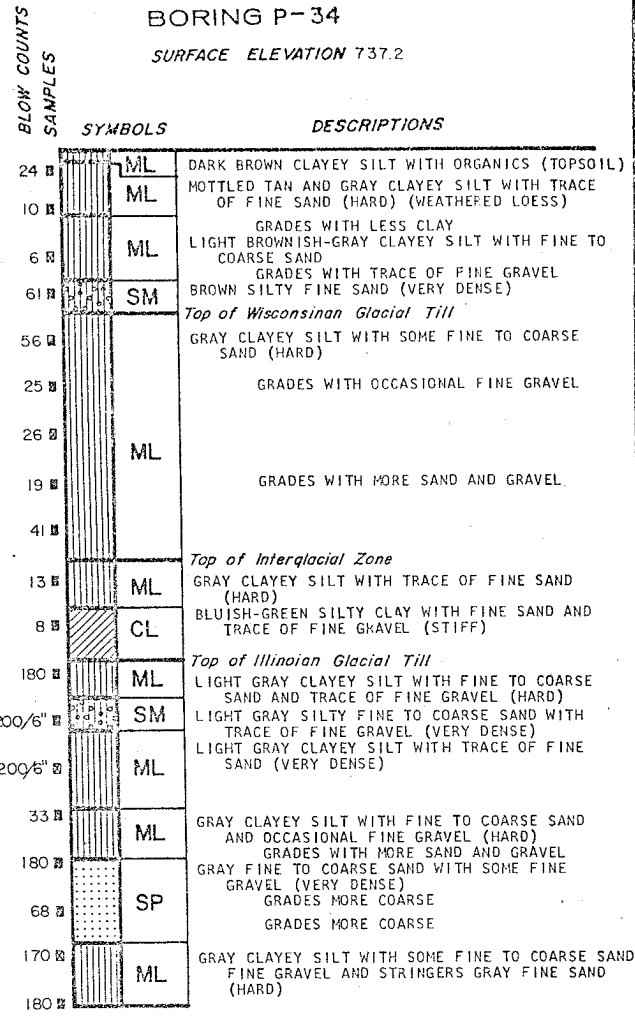 BORING P-34
SURFACE ELEVATION 737.2
BLOW COUNTS
SAMPLES
SYMBOLS
DESCRIPTIONS
24 ML DARK BROWN CLAYEY SILT WITH ORGANICS (TOPSOIL)
ML MOTTLED TAN AND GRAY CLAYEY SILT WITH TRACE
10 OF FINE SAND (HARD) (WEATHERED LOESS)
GRADES WITH LESS CLAY
ML LIGHT BROWNISH-GRAY CLAYEY SILT WITH FINE TO
6 COARSE SAND
GRADES WITH TRACE OF FINE GRAVEL
61 SM BROWN SILTY FINE SAND (VERY DENSE)
Top of Wisconsinan Glacial Till
56 GRAY CLAYEY SILT WITH SOME FINE TO COARSE
SAND (HARD)
25 GRADES WITH OCCASIONAL FINE GRAVEL
26
ML
19 GRADES WITH MORE SAND AND GRAVEL
41
Top of Interglacial Zone
13 ML GRAY CLAYEY SILT WITH TRACE OF FINE SAND
(HARD)
8 CL BLUISH-GREEN SILTY CLAY WITH FINE SAND AND
TRACE OF FINE GRAVEL (STIFF)
Top of Illinoian Glacial Till
180 ML LIGHT GRAY CLAYEY SILT WITH FINE TO COARSE
SAND AND TRACE OF FINE GRAVEL (HARD)
200/6" SM LIGHT GRAY SILTY FINE TO COARSE SAND WITH
TRACE OF FINE GRAVEL (VERY DENSE)
LIGHT GRAY CLAYEY SILT WITH TRACE OF FINE
200/6" ML SAND (VERY DENSE)
33 GRAY CLAYEY SILT WITH FINE TO COARSE SAND
ML AND OCCASIONAL FINE GRAVEL (HARD)
GRADES WITH MORE SAND AND GRAVEL
180 GRAY FINE TO COARSE SAND WITH SOME FINE
GRAVEL (VERY DENSE)
SP GRADES MORE COARSE
68 GRADES MORE COARSE
170 GRAY CLAYEY SILT WITH SOME FINE TO COARSE SAND
ML FINE GRAVEL AND STRINGERS GRAY FINE SAND
(HARD)
180